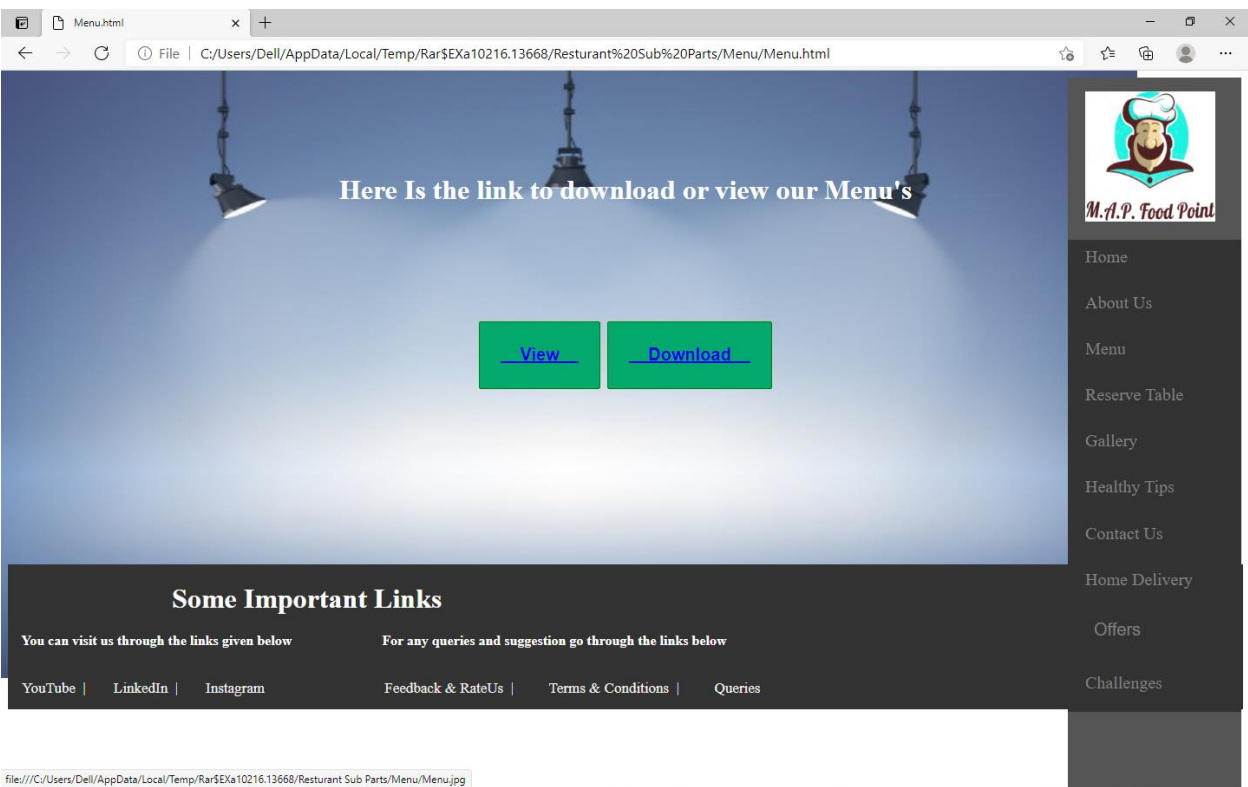 Menu.html
File | C:/Users/Dell/AppData/Local/Temp/Rar$EXa10216.13668/Resturant%20Sub%20Parts/Menu/Menu.html
Here Is the link to download or view our Menu's
View Download
M.A.P. Food Point
Home
About Us
Menu
Reserve Table
Gallery
Healthy Tips
Contact Us
Home Delivery
Offers
Challenges
Some Important Links
You can visit us through the links given below For any queries and suggestion go through the links below
YouTube | LinkedIn | Instagram Feedback & RateUs | Terms & Conditions | Queries
file:///C:/Users/Dell/AppData/Local/Temp/Rar$EXa10216.13668/Resturant Sub Parts/Menu/Menu.jpg